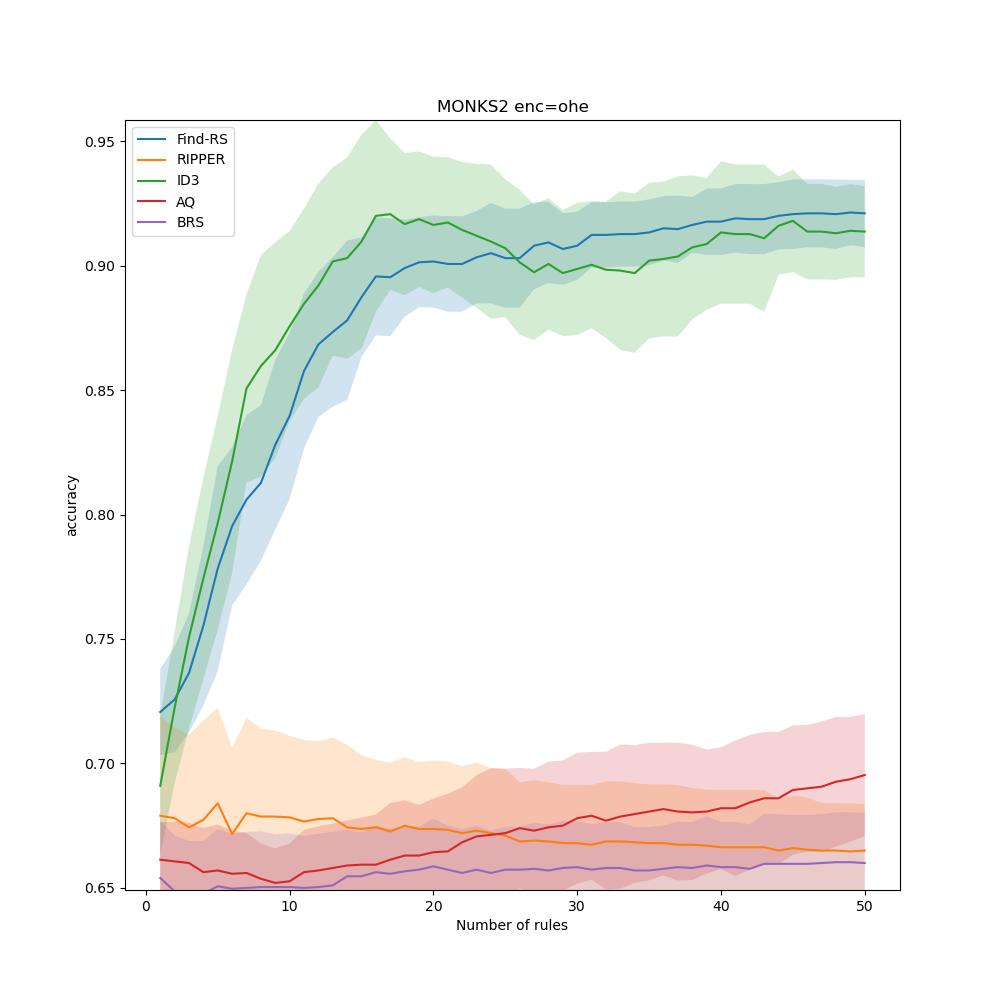 MONKS2 enc=ohe
Find-RS
RIPPER
ID3
AQ
BRS
0.95
0.90
0.85
0.80
0.75
0.70
0.65
accuracy
0 10 20 30 40 50
Number of rules